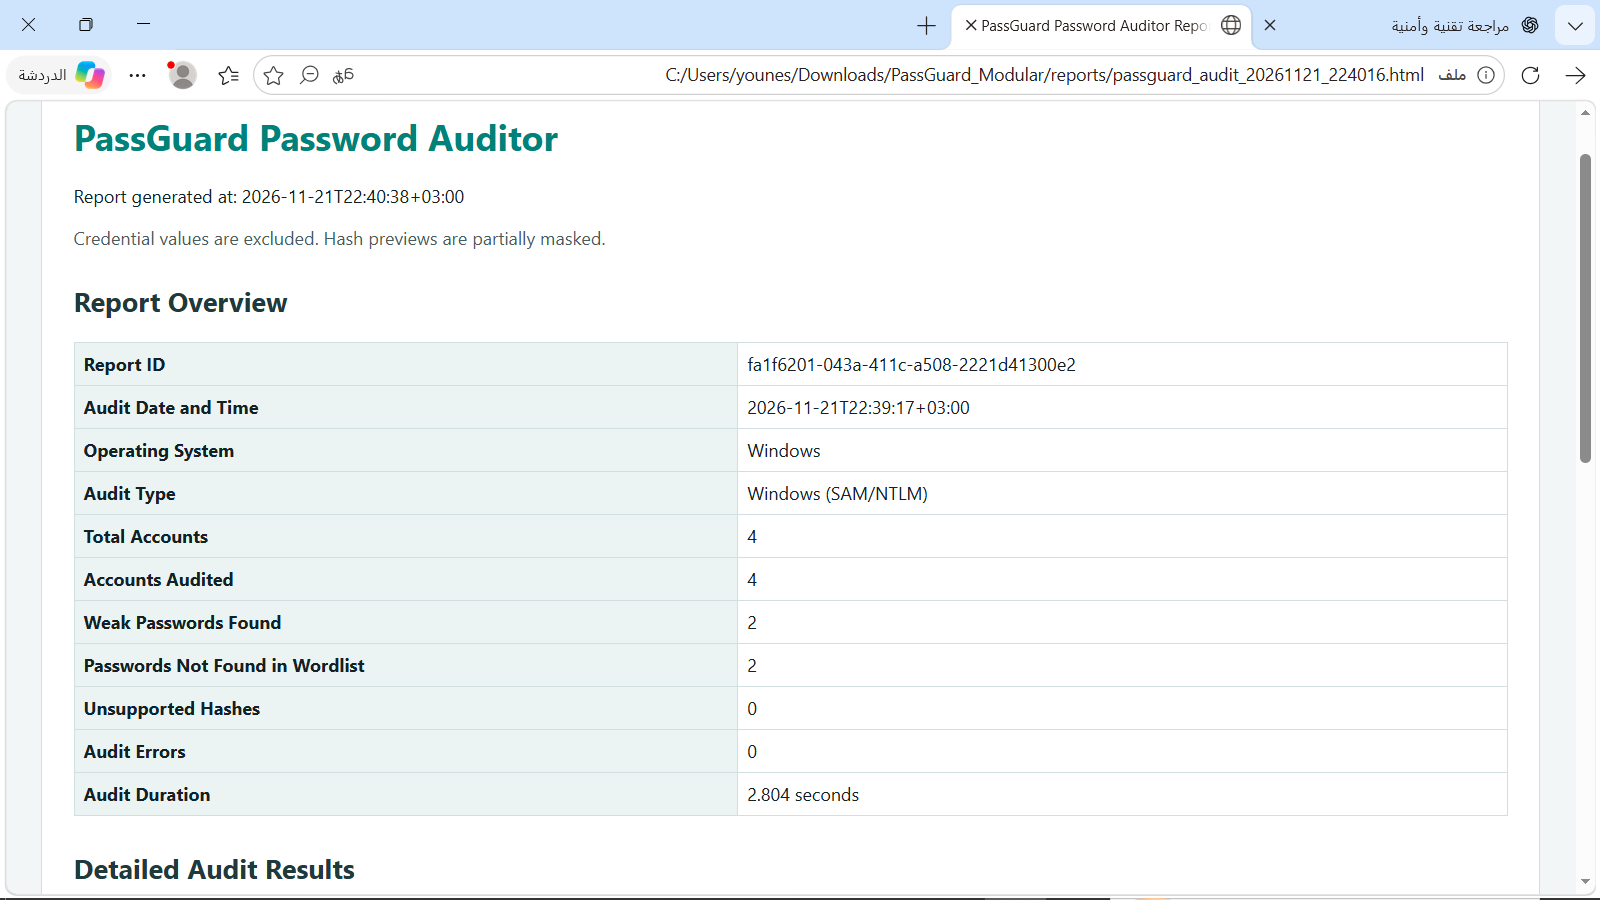 PassGuard Password Auditor Repo
مراجعة تقنية وأمنية
الدردشة
C:/Users/younes/Downloads/PassGuard_Modular/reports/passguard_audit_20261121_224016.html
ملف
PassGuard Password Auditor
Report generated at: 2026-11-21T22:40:38+03:00
Credential values are excluded. Hash previews are partially masked.
Report Overview
Report ID fa1f6201-043a-411c-a508-2221d41300e2
Audit Date and Time 2026-11-21T22:39:17+03:00
Operating System Windows
Audit Type Windows (SAM/NTLM)
Total Accounts 4
Accounts Audited 4
Weak Passwords Found 2
Passwords Not Found in Wordlist 2
Unsupported Hashes 0
Audit Errors 0
Audit Duration 2.804 seconds
Detailed Audit Results